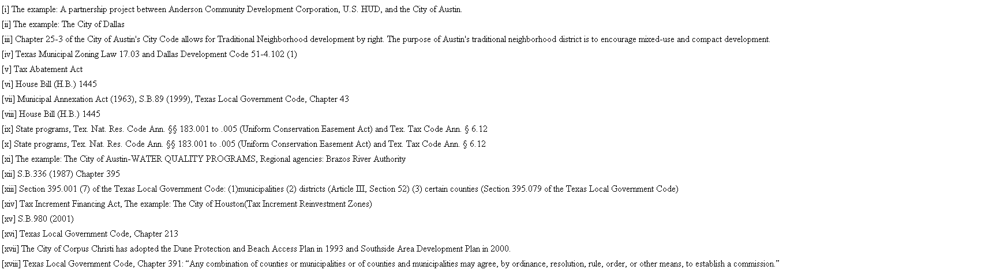 [i] The example: A partnership project between Anderson Community Development Corporation, U.S. HUD, and the City of Austin.
[ii] The example: The City of Dallas
[iii] Chapter 25-3 of the City of Austin's City Code allows for Traditional Neighborhood development by right. The purpose of Austin's traditional neighborhood district is to encourage mixed-use and compact development.
[iv] Texas Municipal Zoning Law 17.03 and Dallas Development Code 51-4.102 (1)
[v] Tax Abatement Act
[vi] House Bill (H.B.) 1445
[vii] Municipal Annexation Act (1963), S.B.89 (1999), Texas Local Government Code, Chapter 43
[viii] House Bill (H.B.) 1445
[ix] State programs, Tex. Nat. Res. Code Ann. §§ 183.001 to .005 (Uniform Conservation Easement Act) and Tex. Tax Code Ann. § 6.12
[x] State programs, Tex. Nat. Res. Code Ann. §§ 183.001 to .005 (Uniform Conservation Easement Act) and Tex. Tax Code Ann. § 6.12
[xi] The example: The City of Austin-WATER QUALITY PROGRAMS, Regional agencies: Brazos River Authority
[xii] S.B.336 (1987) Chapter 395
[xiii] Section 395.001 (7) of the Texas Local Government Code: (1)municipalities (2) districts (Article III, Section 52) (3) certain counties (Section 395.079 of the Texas Local Government Code)
[xiv] Tax Increment Financing Act, The example: The City of Houston(Tax Increment Reinvestment Zones)
[xv] S.B.980 (2001)
[xvi] Texas Local Government Code, Chapter 213
[xvii] The City of Corpus Christi has adopted the Dune Protection and Beach Access Plan in 1993 and Southside Area Development Plan in 2000.
[xviii] Texas Local Government Code, Chapter 391: “Any combination of counties or municipalities or of counties and municipalities may agree, by ordinance, resolution, rule, order, or other means, to establish a commission.”